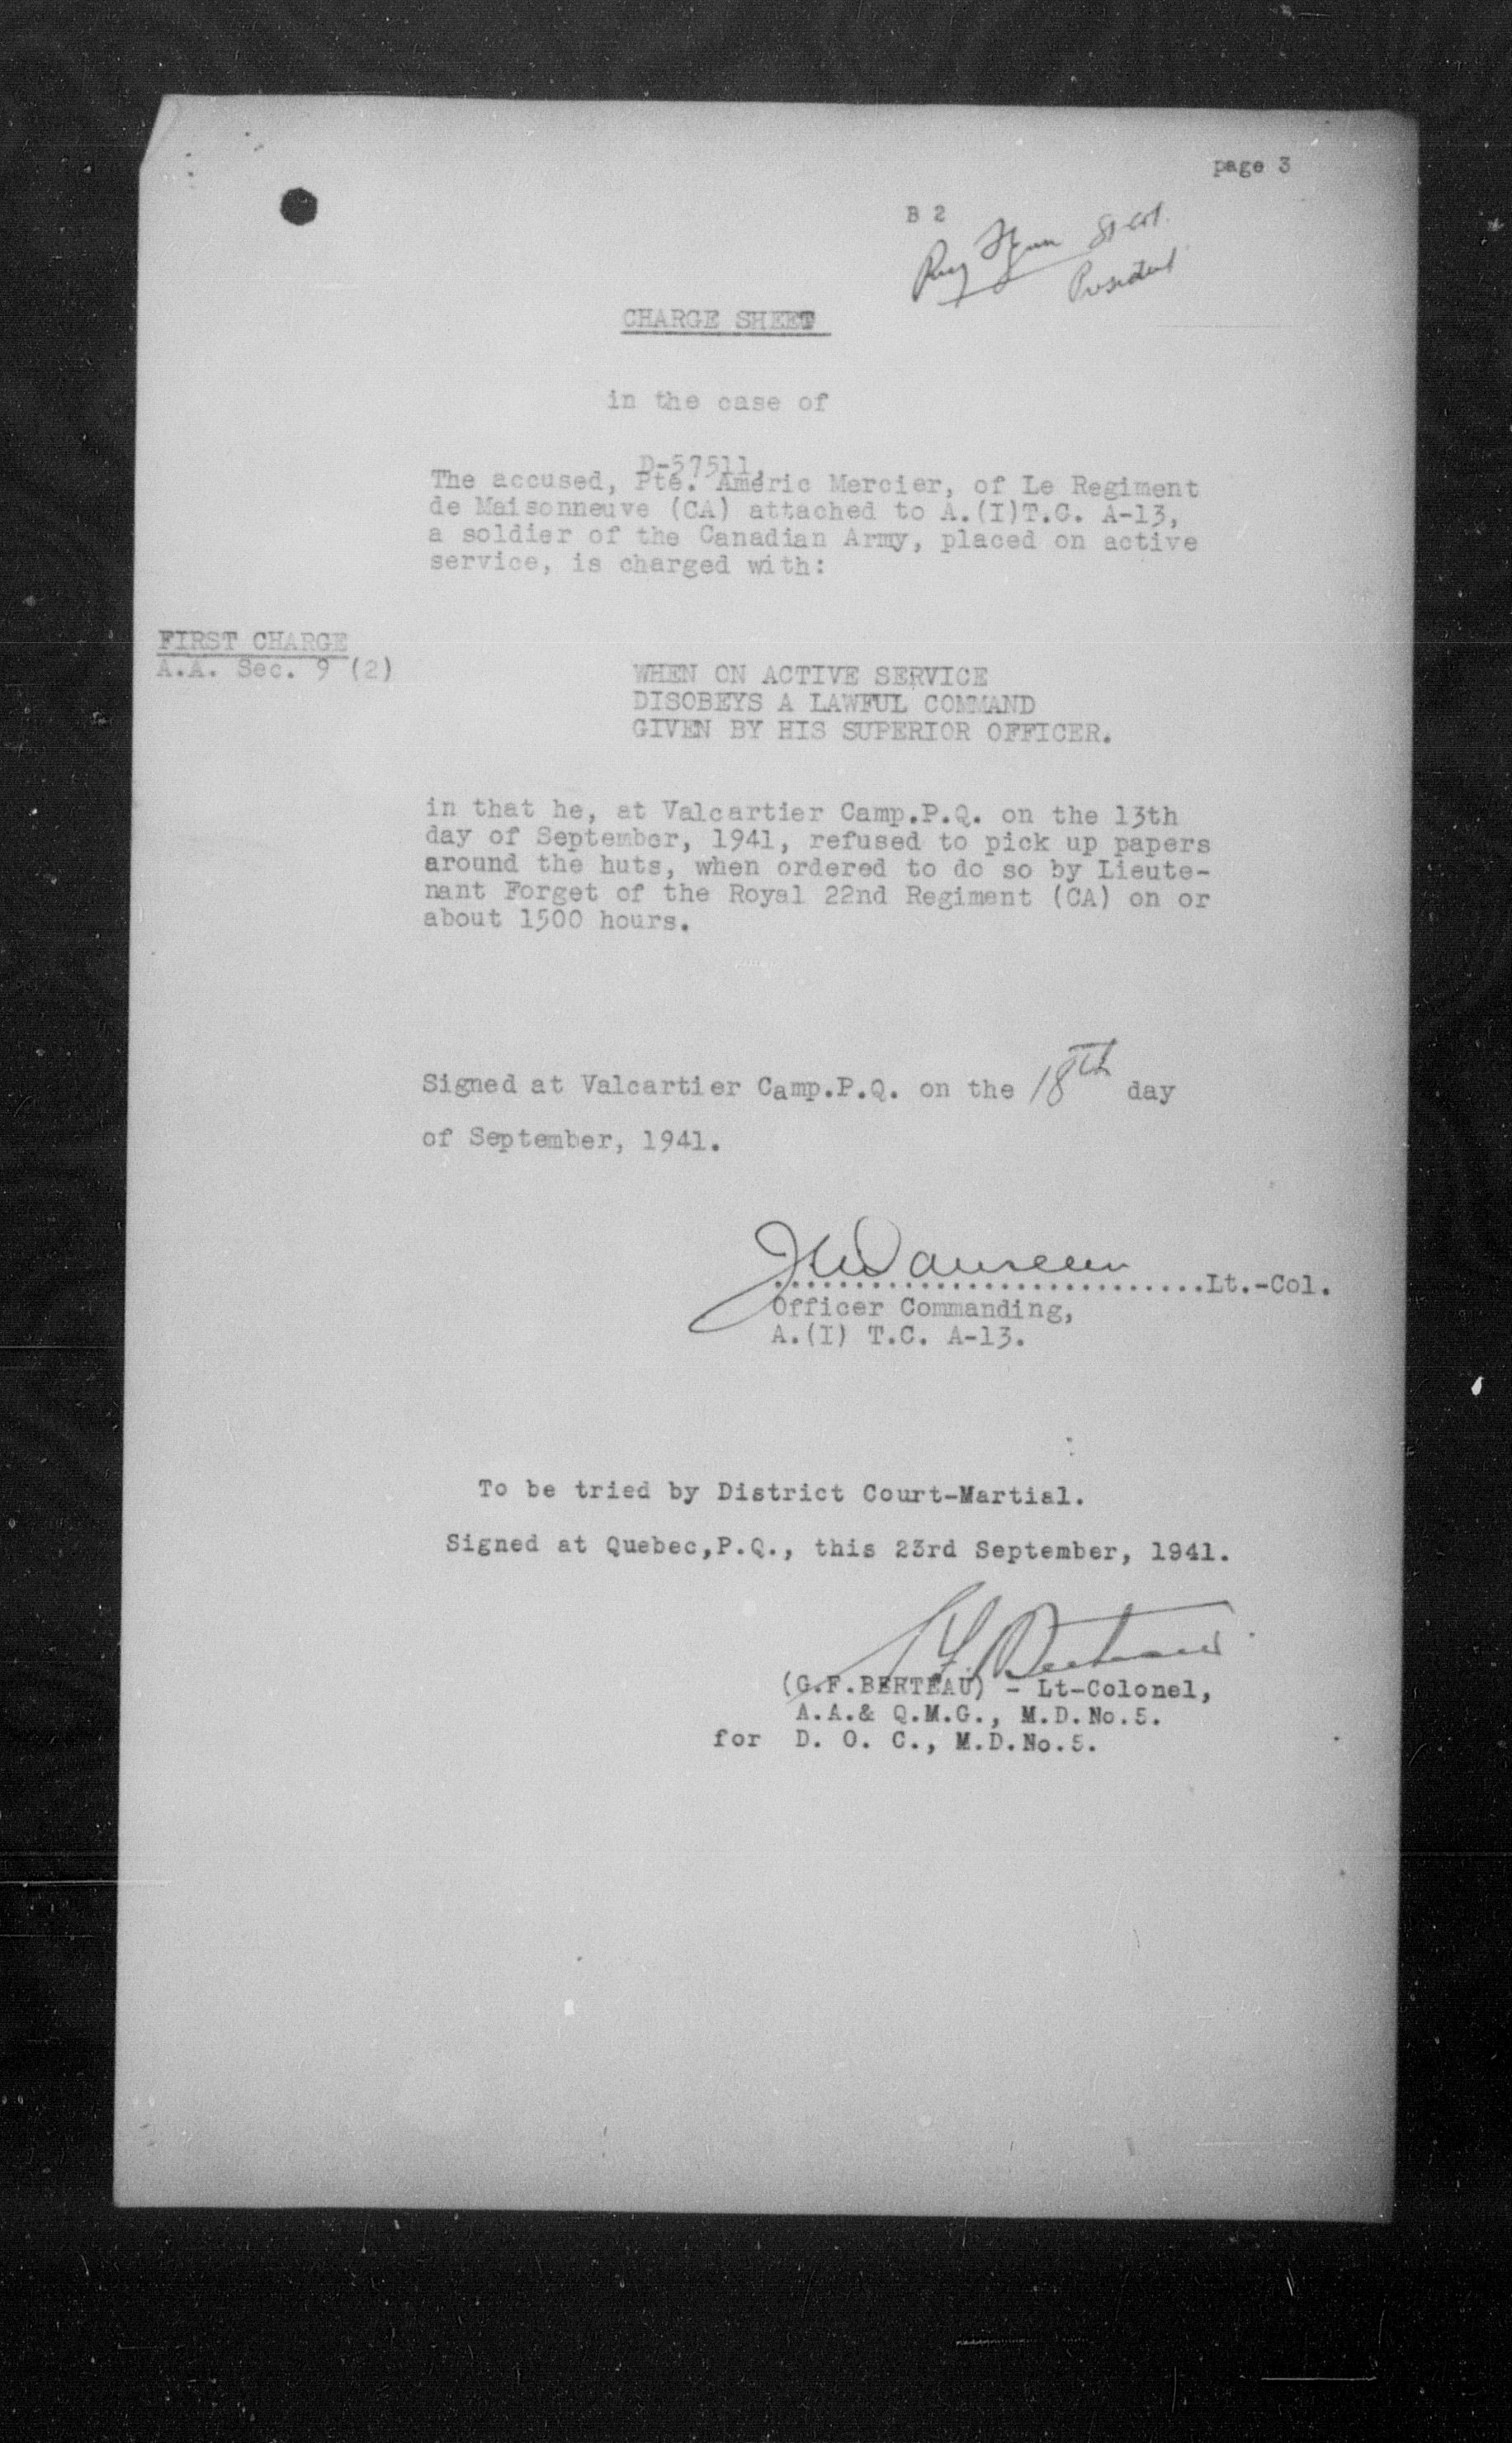 page 3
B 2
Lt-Col.
President
CHARGE SHEET
in the case of
D-57511,
The accused, Pte. Améric Mercier, of Le Regiment
de Maisonneuve (CA) attached to A.(I)T.C. A-13,
a soldier of the Canadian Army, placed on active
service, is charged with:
FIRST CHARGE
A.A. Sec. 9 (2)
WHEN ON ACTIVE SERVICE
DISOBEYS A LAWFUL COMMAND
GIVEN BY HIS SUPERIOR OFFICER.
in that he, at Valcartier Camp.P.Q. on the 13th
day of September, 1941, refused to pick up papers
around the huts, when ordered to do so by Lieute-
nant Forget of the Royal 22nd Regiment (CA) on or
about 1500 hours.
Signed at Valcartier Camp.P.Q. on the 18th day
of September, 1941.
..............................Lt.-Col.
Officer Commanding,
A.(I) T.C. A-13.
To be tried by District Court-Martial.
Signed at Quebec,P.Q., this 23rd September, 1941.
(G.F.BERTEAU) - Lt-Colonel,
A.A.& Q.M.G., M.D.No.5.
for D. O. C., M.D.No.5.